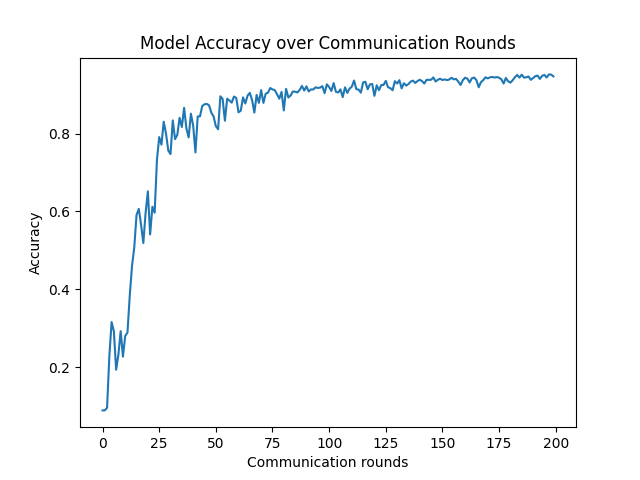 Model Accuracy over Communication Rounds
Accuracy
0.8
0.6
0.4
0.2
0 25 50 75 100 125 150 175 200
Communication rounds